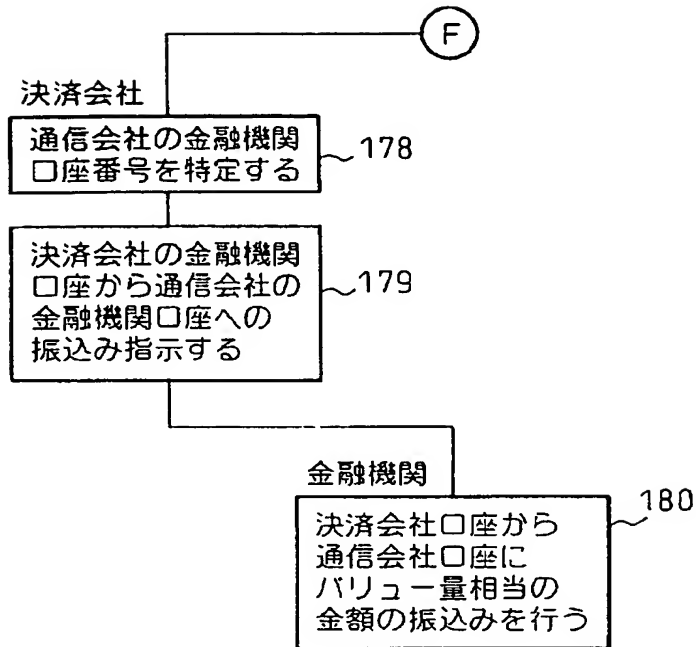 F
決済会社
通信会社の金融機関
口座番号を特定する
178
決済会社の金融機関
口座から通信会社の
金融機関口座への
振込み指示する
179
金融機関
決済会社口座から
通信会社口座に
バリュー量相当の
金額の振込みを行う
180